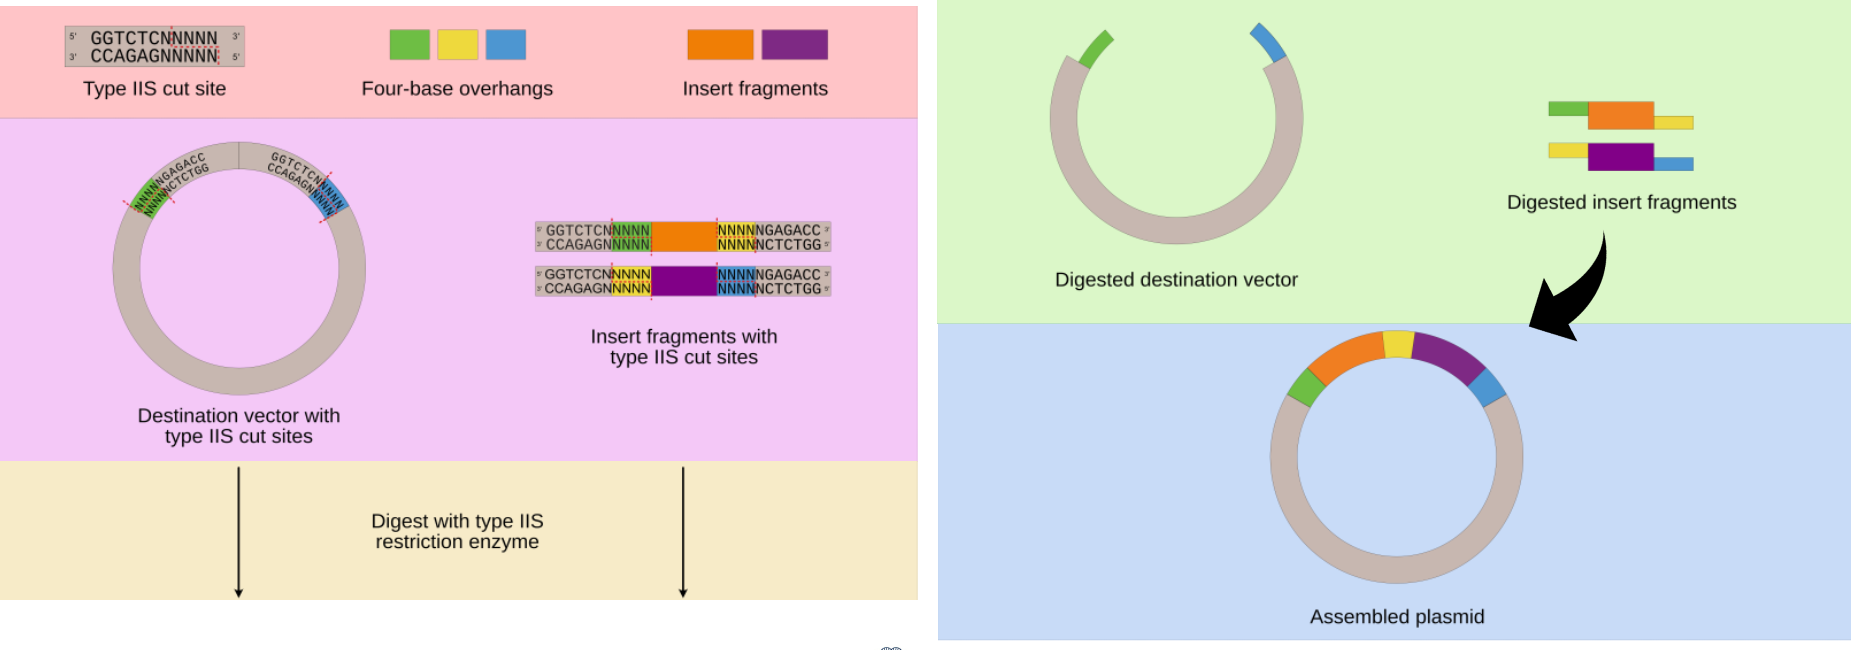 5' GGTCTCNNNNN 3'
3' CCAGAGNNNNN 5'
Type IIS cut site
Four-base overhangs
Insert fragments
NNNNNGAGACC
NNNNNCTCTGG
GGTCTCNNNNN
CCAGAGNNNNN
5' GGTCTCNNNNN NNNNNGAGACC 3'
3' CCAGAGNNNNN NNNNNCTCTGG 5'
5' GGTCTCNNNNN NNNNNGAGACC 3'
3' CCAGAGNNNNN NNNNNCTCTGG 5'
Insert fragments with
type IIS cut sites
Destination vector with
type IIS cut sites
Digest with type IIS
restriction enzyme
Digested insert fragments
Digested destination vector
Assembled plasmid